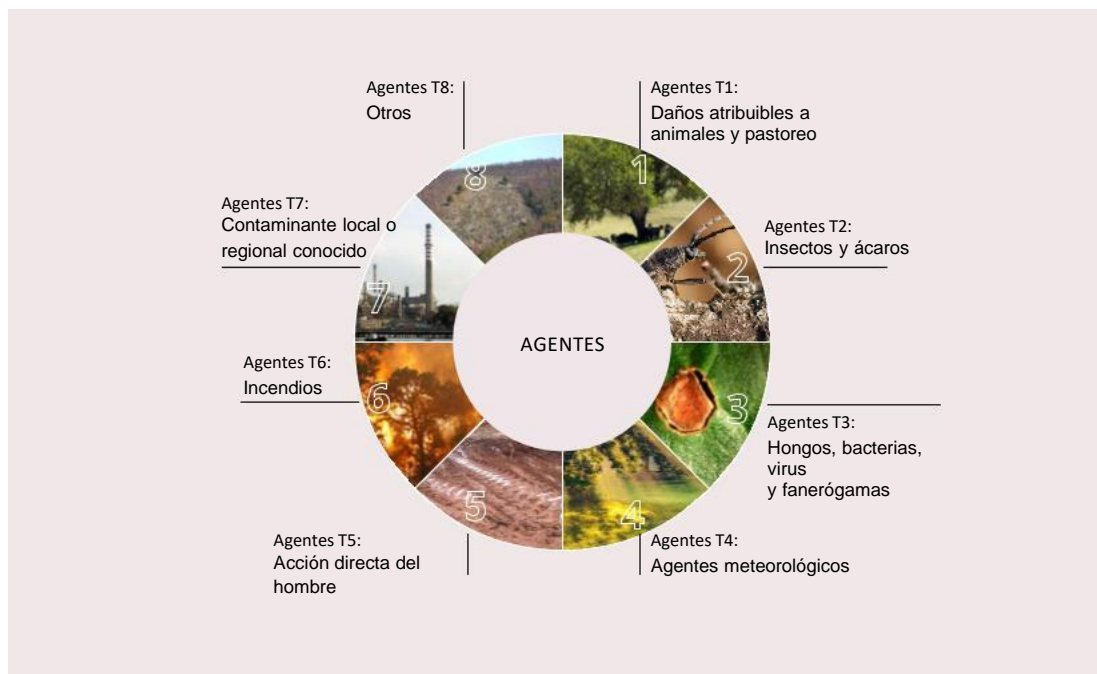 Agentes T8:
Otros
Agentes T1:
Daños atribuibles a
animales y pastoreo
8
1
Agentes T7:
Contaminante local o
regional conocido
Agentes T2:
Insectos y ácaros
7
2
AGENTES
Agentes T6:
Incendios
6
3
Agentes T3:
Hongos, bacterias,
virus
y fanerógamas
5
4
Agentes T5:
Acción directa del
hombre
Agentes T4:
Agentes meteorológicos